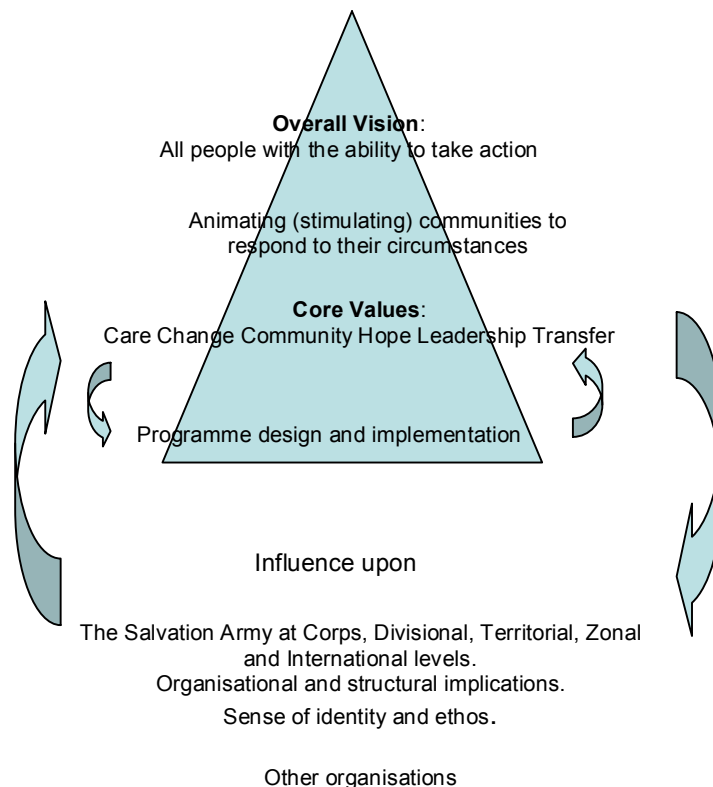 Overall Vision:
All people with the ability to take action
Animating (stimulating) communities to
respond to their circumstances
Core Values:
Care Change Community Hope Leadership Transfer
Programme design and implementation
Influence upon
The Salvation Army at Corps, Divisional, Territorial, Zonal
and International levels.
Organisational and structural implications.
Sense of identity and ethos.
Other organisations